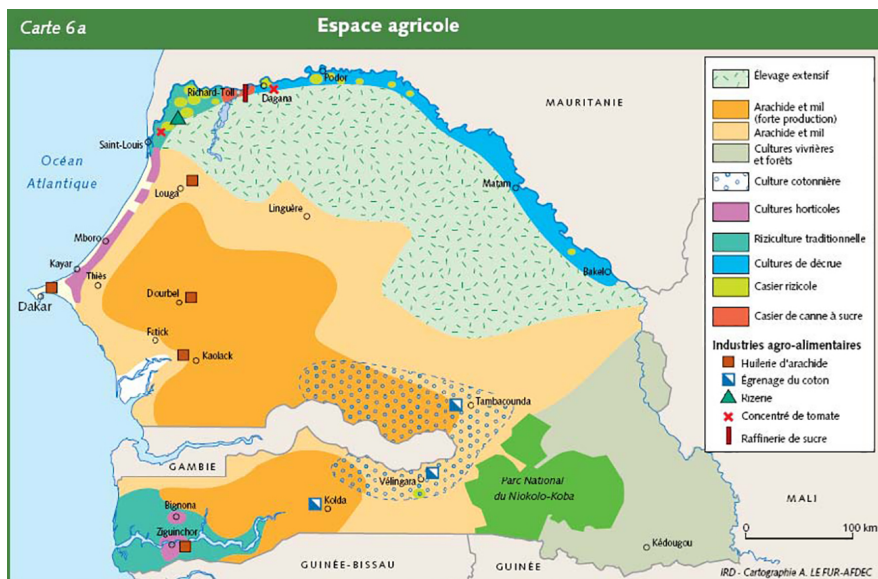 Carte 6a
Espace agricole
Élevage extensif
Arachide et mil
(forte production)
Arachide et mil
Cultures vivrières
et forêts
Culture cotonnière
Cultures horticoles
Riziculture traditionnelle
Cultures de décrue
Casier rizicole
Casier de canne à sucre
Industries agro-alimentaires
Huilerie d'arachide
Égrenage du coton
Rizerie
Concentré de tomate
Raffinerie de sucre
MAURITANIE
Podor
Richard-Toll
Dagana
Saint-Louis
Océan
Atlantique
Matam
Louga
Linguère
Mboro
Kayar
Thiès
Bakel
Dakar
Diourbel
Fatick
Kaolack
Tambacounda
GAMBIE
Vélingara
Parc National
du Niokolo-Koba
Kolda
Bignona
Ziguinchor
MALI
Kédougou
0
100 km
GUINÉE-BISSAU
GUINÉE
IRD - Cartographie A. LE FUR-AFDEC